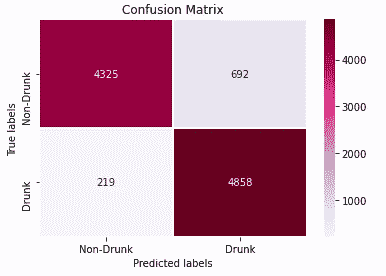 Confusion Matrix
True labels
Non-Drunk
4325
692
Drunk
219
4858
Non-Drunk
Drunk
Predicted labels
4000
3000
2000
1000